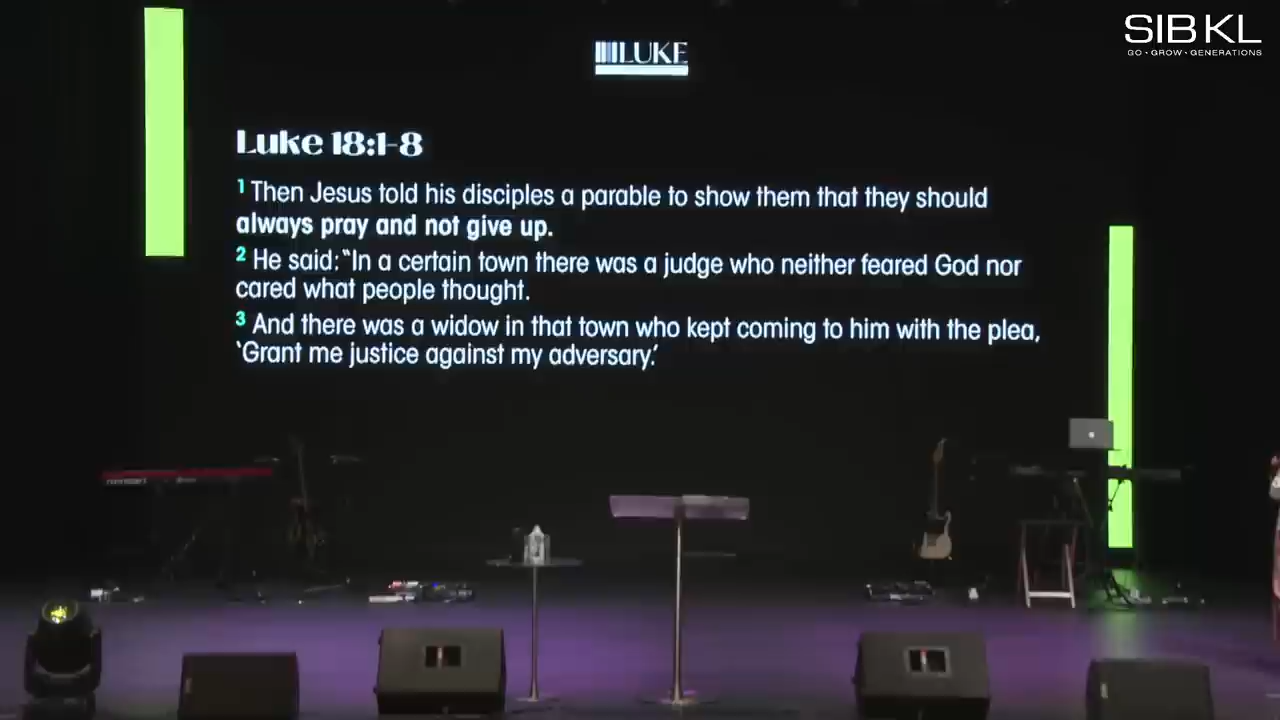 SIBKL
GO • GROW • GENERATIONS
LUKE
Luke 18:1-8
1 Then Jesus told his disciples a parable to show them that they should
always pray and not give up.
2 He said: “In a certain town there was a judge who neither feared God nor
cared what people thought.
3 And there was a widow in that town who kept coming to him with the plea,
‘Grant me justice against my adversary.’